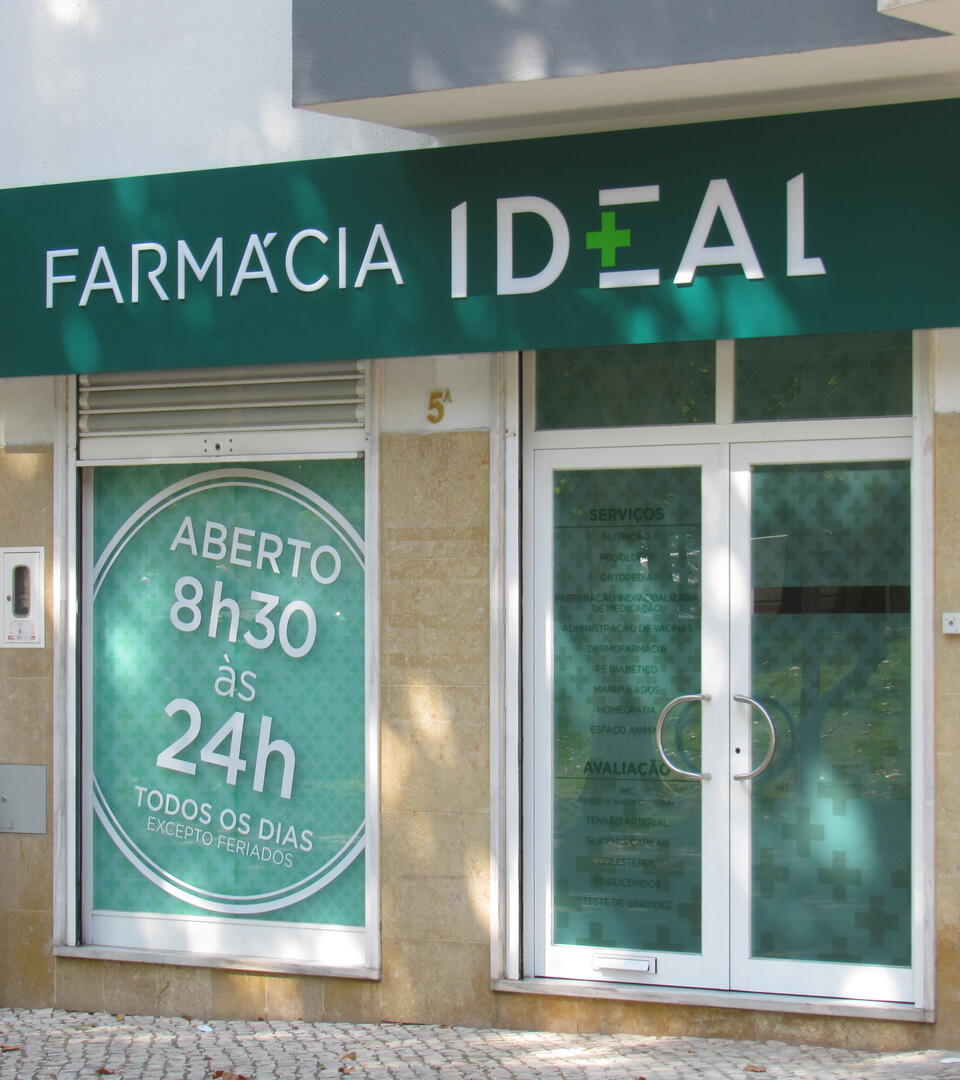 FARMÁCIA IDEAL
5A
ABERTO
8h30
às
24h
TODOS OS DIAS
EXCEPTO FERIADOS
SERVIÇOS
NUTRIÇÃO
ORTOPEDIA
PREPARAÇÃO INDIVIDUALIZADA
DE MEDICAÇÃO
ADMINISTRAÇÃO DE VACINAS
DERMOFARMÁCIA
PÉ DIABÉTICO
MANIPULADOS
HOMEOPATIA
ESPAÇO ANIMA
AVALIAÇÃO
IMC
TENSÃO ARTERIAL
GLICÉMIA CAPILAR
COLESTEROL
TRIGLICÉRIDOS
TESTE DE GRAVIDEZ